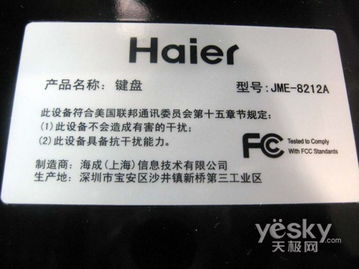 Haier
产品名称：键盘 型号:JME-8212A
此设备符合美国联邦通讯委员会第十五章节规定:
(1)此设备不会造成有害的干扰;
(2)此设备具备抗干扰能力。
FC Tested to Comply
With FCC Standards
制造商：海成(上海)信息技术有限公司
生产地：深圳市宝安区沙井镇新桥第三工业区
yesky
天极网